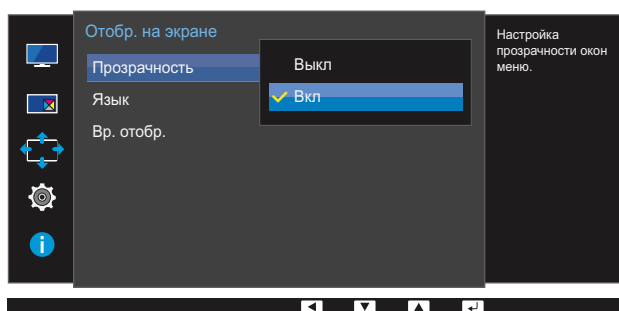 Отобр. на экране
Прозрачность
Язык
Вр. отобр.
Выкл
Вкл
Настройка
прозрачности окон
меню.